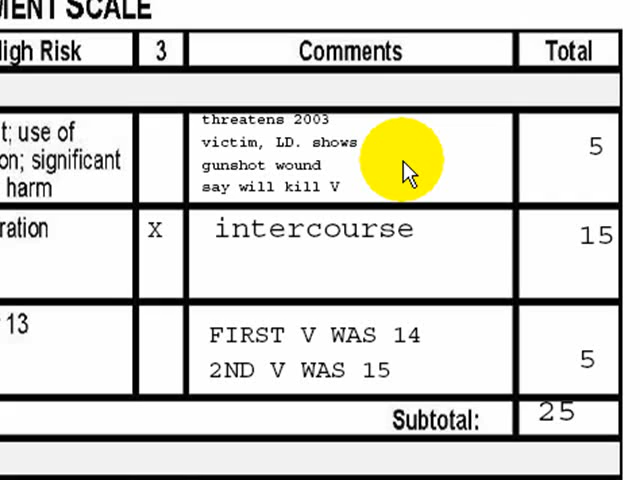 MENT SCALE
High Risk 3 Comments Total
t; use of
on; significant
harm
threatens 2003
victim, LD. shows
gunshot wound
say will kill V
5
ration X intercourse 15
13
FIRST V WAS 14
2ND V WAS 15
5
Subtotal: 25